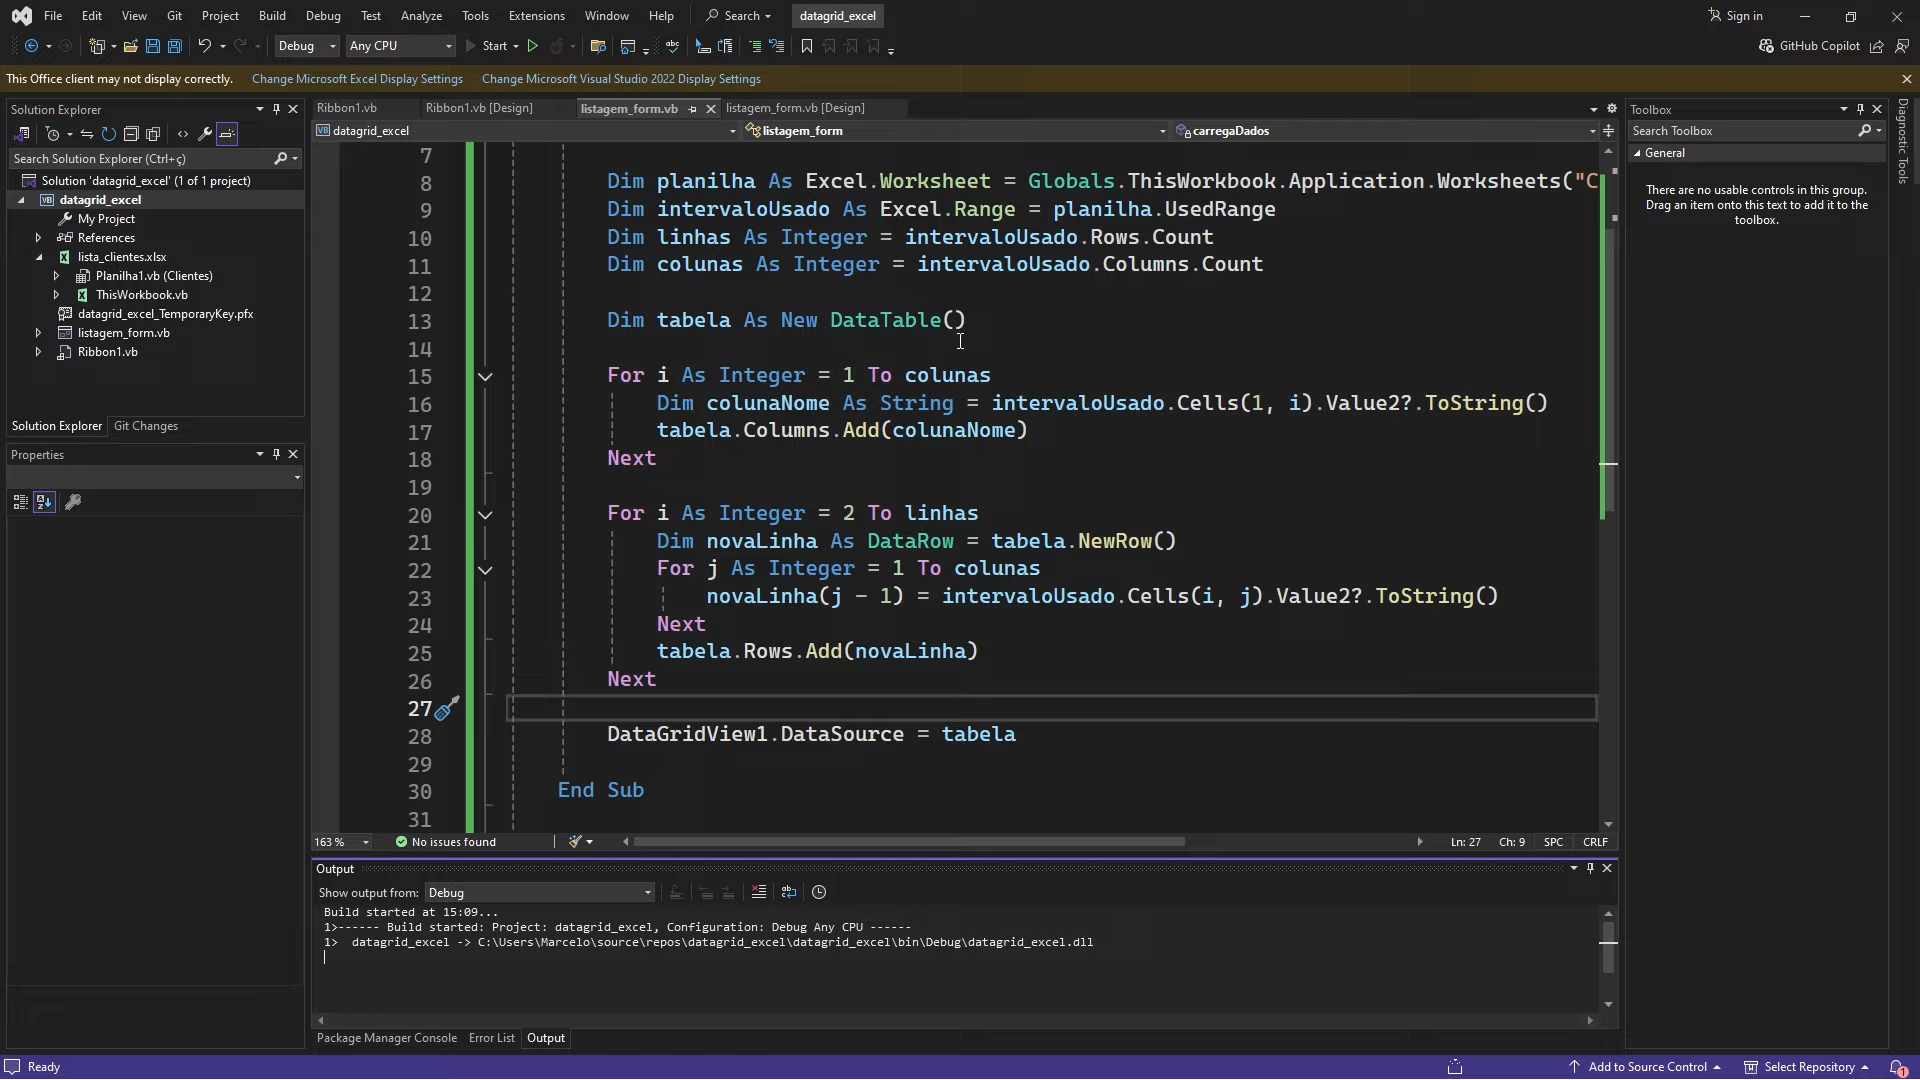 File Edit View Git Project Build Debug Test Analyze Tools Extensions Window Help Search datagrid_excel Sign in
Debug Any CPU Start GitHub Copilot
This Office client may not display correctly. Change Microsoft Excel Display Settings Change Microsoft Visual Studio 2022 Display Settings
Solution Explorer
Search Solution Explorer (Ctrl+ç)
Solution 'datagrid_excel' (1 of 1 project)
datagrid_excel
My Project
References
lista_clientes.xlsx
Planilha1.vb (Clientes)
ThisWorkbook.vb
datagrid_excel_TemporaryKey.pfx
listagem_form.vb
Ribbon1.vb
Solution Explorer Git Changes
Properties
Ribbon1.vb Ribbon1.vb [Design] listagem_form.vb listagem_form.vb [Design]
datagrid_excel listagem_form carregaDados
7
8 Dim planilha As Excel.Worksheet = Globals.ThisWorkbook.Application.Worksheets("C
9 Dim intervaloUsado As Excel.Range = planilha.UsedRange
10 Dim linhas As Integer = intervaloUsado.Rows.Count
11 Dim colunas As Integer = intervaloUsado.Columns.Count
12
13 Dim tabela As New DataTable()
14
15 For i As Integer = 1 To colunas
16 Dim colunaNome As String = intervaloUsado.Cells(1, i).Value2?.ToString()
17 tabela.Columns.Add(colunaNome)
18 Next
19
20 For i As Integer = 2 To linhas
21 Dim novaLinha As DataRow = tabela.NewRow()
22 For j As Integer = 1 To colunas
23 novaLinha(j - 1) = intervaloUsado.Cells(i, j).Value2?.ToString()
24 Next
25 tabela.Rows.Add(novaLinha)
26 Next
27
28 DataGridView1.DataSource = tabela
29
30 End Sub
31
163 % No issues found Ln: 27 Ch: 9 SPC CRLF
Output
Show output from: Debug
Build started at 15:09...
1>------ Build started: Project: datagrid_excel, Configuration: Debug Any CPU ------
1>  datagrid_excel -> C:\Users\Marcelo\source\repos\datagrid_excel\datagrid_excel\bin\Debug\datagrid_excel.dll
Package Manager Console Error List Output
Toolbox
Search Toolbox
General
There are no usable controls in this group.
Drag an item onto this text to add it to the
toolbox.
Diagnostic Tools
Ready Add to Source Control Select Repository 1